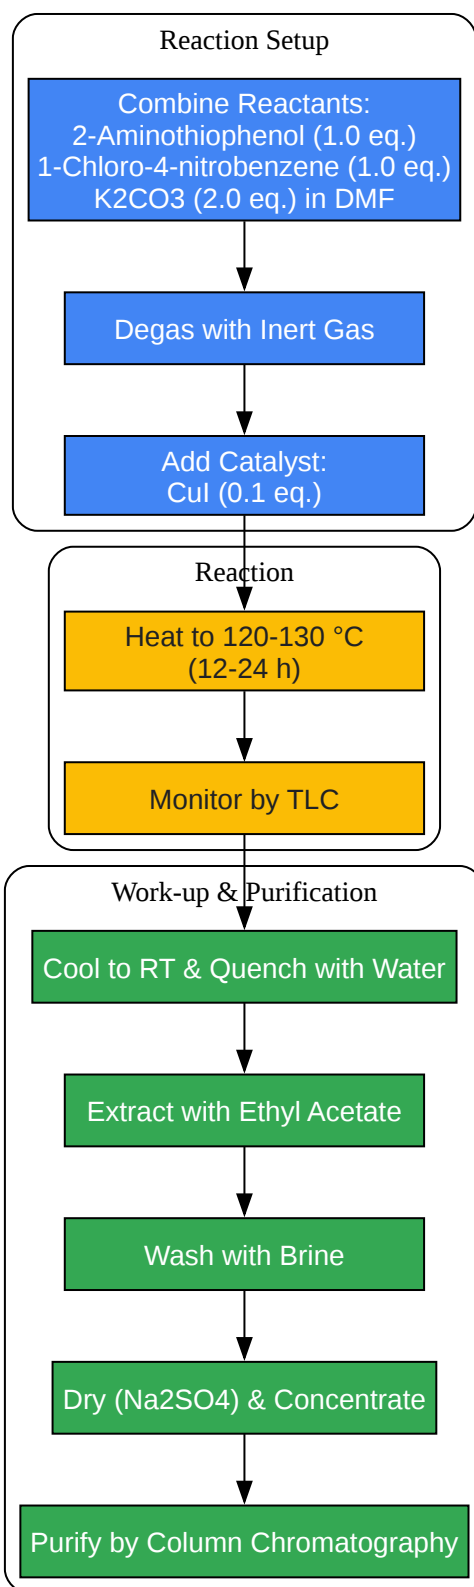 Reaction Setup
Combine Reactants:
2-Aminothiophenol (1.0 eq.)
1-Chloro-4-nitrobenzene (1.0 eq.)
K2CO3 (2.0 eq.) in DMF
Degas with Inert Gas
Add Catalyst:
CuI (0.1 eq.)
Reaction
Heat to 120-130 °C
(12-24 h)
Monitor by TLC
Work-up & Purification
Cool to RT & Quench with Water
Extract with Ethyl Acetate
Wash with Brine
Dry (Na2SO4) & Concentrate
Purify by Column Chromatography